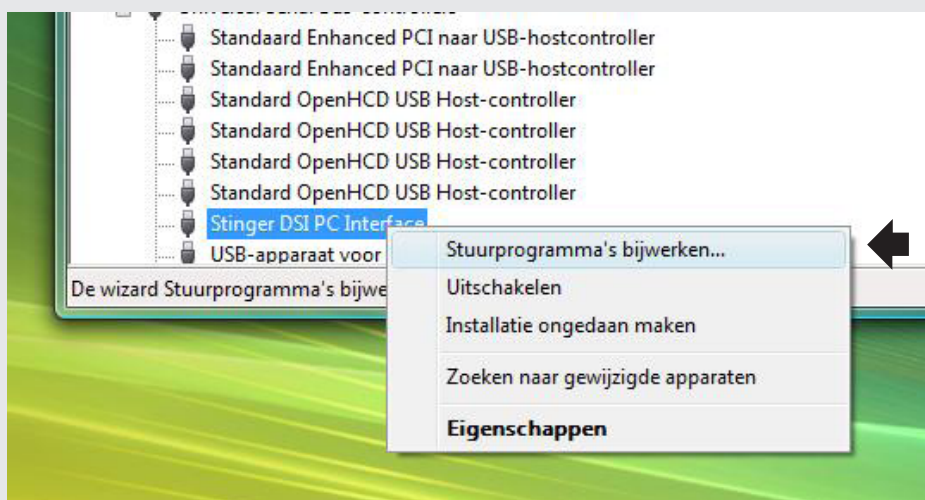 Standaard Enhanced PCI naar USB-hostcontroller
Standaard Enhanced PCI naar USB-hostcontroller
Standard OpenHCD USB Host-controller
Standard OpenHCD USB Host-controller
Standard OpenHCD USB Host-controller
Standard OpenHCD USB Host-controller
Stinger DSI PC Interface
USB-apparaat voor
De wizard Stuurprogramma's bijwe
Stuurprogramma's bijwerken...
Uitschakelen
Installatie ongedaan maken
Zoeken naar gewijzigde apparaten
Eigenschappen